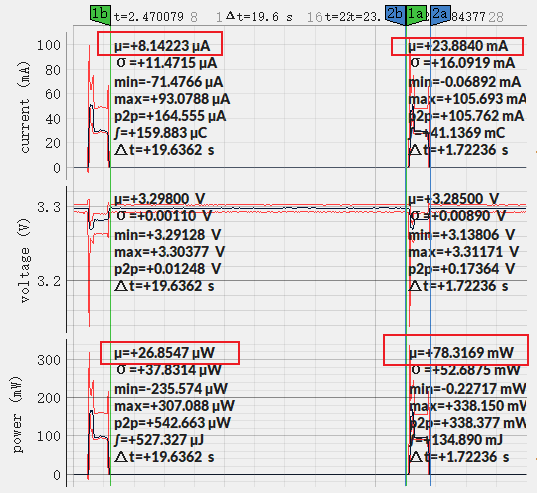 1b t=2.470079 8 1 Δt=19.6 s 16 t=22 t=23. 2b 1a 2a 84377 28
current (mA)
100
80
60
40
20
0
μ=+8.14223 μA
σ=+11.4715 μA
min=-71.4766 μA
max=+93.0788 μA
p2p=+164.555 μA
∫=+159.883 μC
Δt=+19.6362 s
μ=+23.8840 mA
σ=+16.0919 mA
min=-0.06892 mA
max=+105.693 mA
p2p=+105.762 mA
∫=+41.1369 mC
Δt=+1.72236 s
voltage (V)
3.3
3.2
μ=+3.29800 V
σ=+0.00110 V
min=+3.29128 V
max=+3.30377 V
p2p=+0.01248 V
Δt=+19.6362 s
μ=+3.28500 V
σ=+0.00890 V
min=+3.13806 V
max=+3.31171 V
p2p=+0.17364 V
Δt=+1.72236 s
power (mW)
300
200
100
0
μ=+26.8547 μW
σ=+37.8314 μW
min=-235.574 μW
max=+307.088 μW
p2p=+542.663 μW
∫=+527.327 μJ
Δt=+19.6362 s
μ=+78.3169 mW
σ=+52.6875 mW
min=-0.22717 mW
max=+338.150 mW
p2p=+338.377 mW
∫=+134.890 mJ
Δt=+1.72236 s